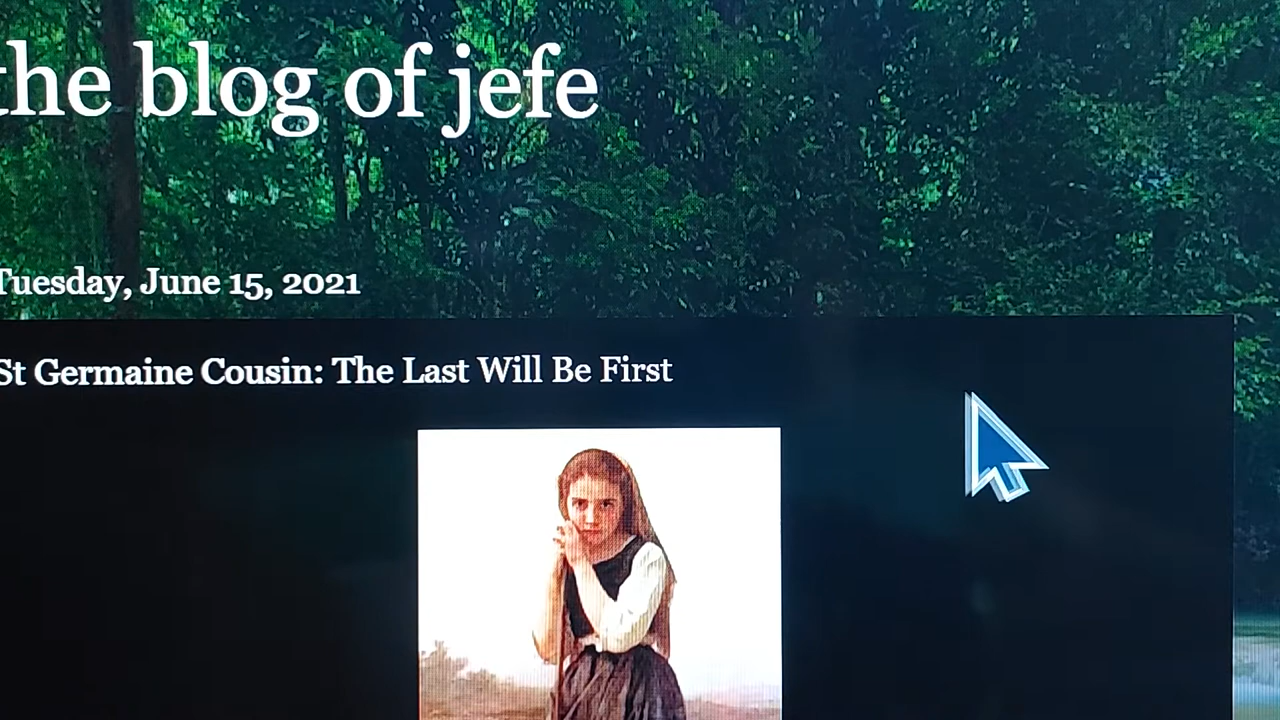 the blog of jefe
Tuesday, June 15, 2021
St Germaine Cousin: The Last Will Be First